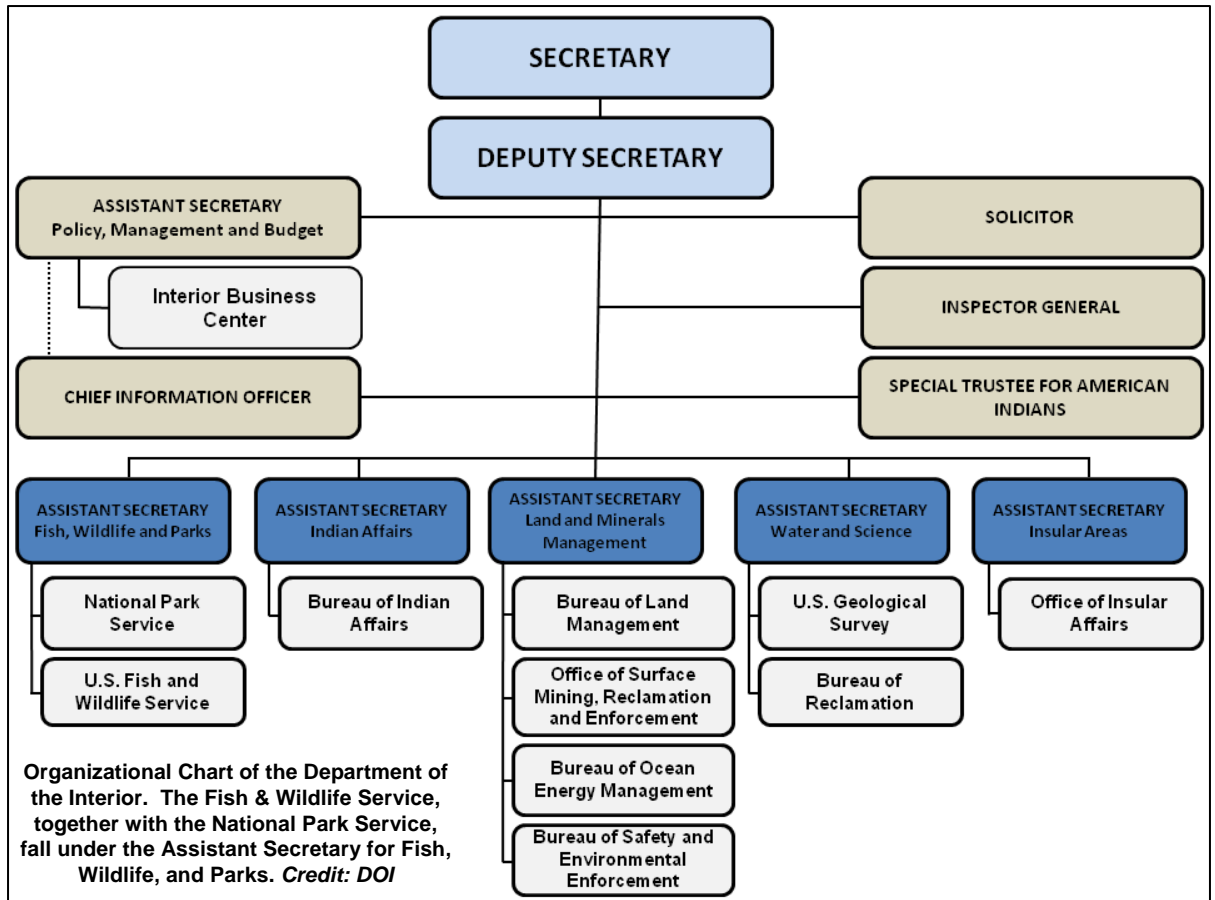 SECRETARY
DEPUTY SECRETARY
ASSISTANT SECRETARY
Policy, Management and Budget
SOLICITOR
Interior Business
Center
INSPECTOR GENERAL
CHIEF INFORMATION OFFICER
SPECIAL TRUSTEE FOR AMERICAN
INDIANS
ASSISTANT SECRETARY
Fish, Wildlife and Parks
National Park
Service
U.S. Fish and
Wildlife Service
ASSISTANT SECRETARY
Indian Affairs
Bureau of Indian
Affairs
ASSISTANT SECRETARY
Land and Minerals
Management
Bureau of Land
Management
Office of Surface
Mining, Reclamation
and Enforcement
Bureau of Ocean
Energy Management
Bureau of Safety and
Environmental
Enforcement
ASSISTANT SECRETARY
Water and Science
U.S. Geological
Survey
Bureau of
Reclamation
ASSISTANT SECRETARY
Insular Areas
Office of Insular
Affairs
Organizational Chart of the Department of
the Interior. The Fish & Wildlife Service,
together with the National Park Service,
fall under the Assistant Secretary for Fish,
Wildlife, and Parks. Credit: DOI